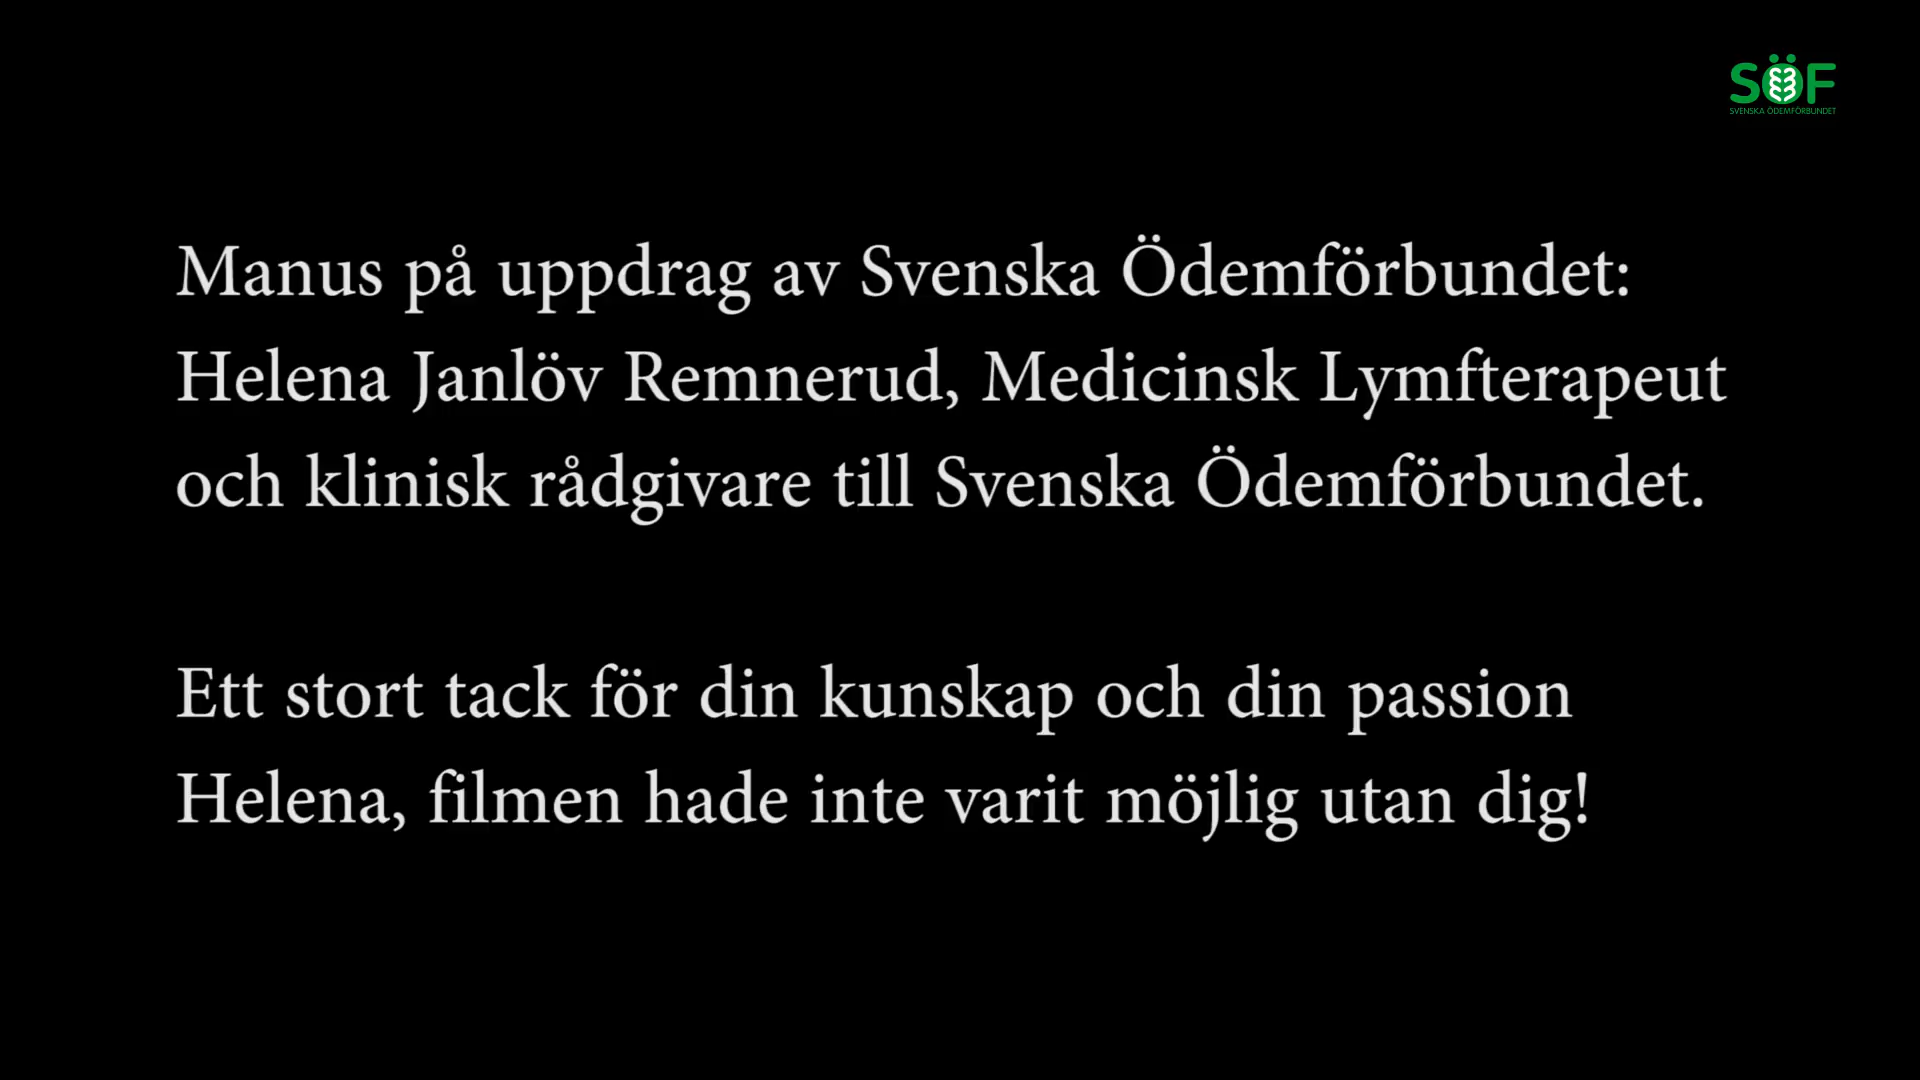 SÖF
SVENSKA ÖDEMFÖRBUNDET
Manus på uppdrag av Svenska Ödemförbundet:
Helena Janlöv Remnerud, Medicinsk Lymfterapeut
och klinisk rådgivare till Svenska Ödemförbundet.
Ett stort tack för din kunskap och din passion
Helena, filmen hade inte varit möjlig utan dig!